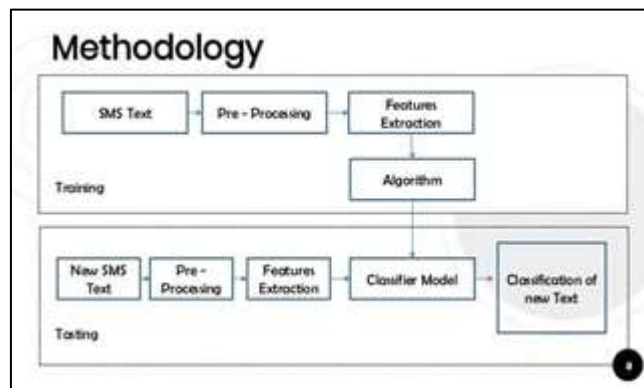 Methodology
SMS Text
Pre - Processing
Features
Extraction
Algorithm
Training
New SMS
Text
Pre -
Processing
Features
Extraction
Classifier Model
Classification of
new Text
Testing